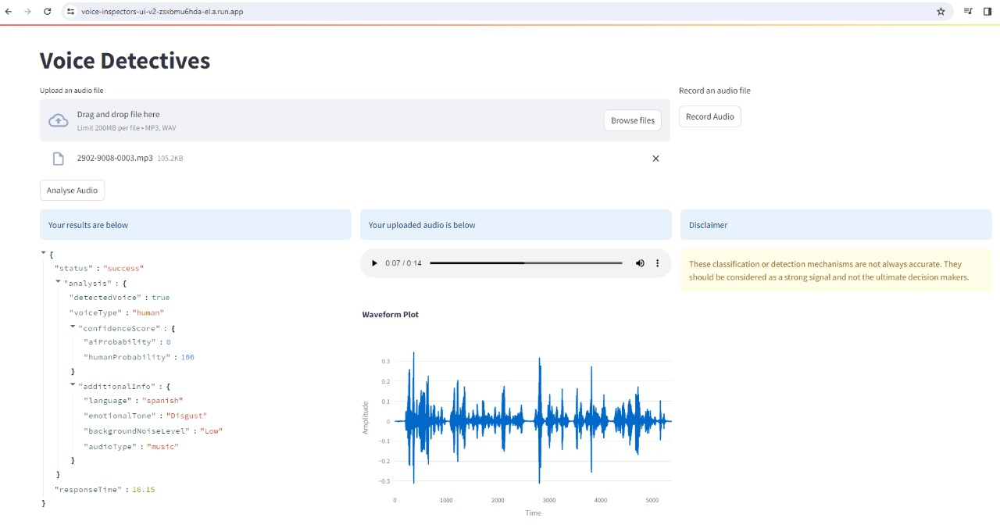 voice-inspectors-ui-v2-zsxbmu6hda-el.a.run.app
Voice Detectives
Upload an audio file
Drag and drop file here
Limit 200MB per file • MP3, WAV
Browse files
2902-9008-0003.mp3 105.2KB
Analyse Audio
Record an audio file
Record Audio
Your results are below
{
"status" : "success"
"analysis" : {
"detectedVoice" : true
"voiceType" : "human"
"confidenceScore" : {
"aiProbability" : 0
"humanProbability" : 100
}
"additionalInfo" : {
"language" : "spanish"
"emotionalTone" : "Disgust"
"backgroundNoiseLevel" : "Low"
"audioType" : "music"
}
}
"responseTime" : 16.15
}
Your uploaded audio is below
0:07 / 0:14
Waveform Plot
0.3
0.2
0.1
0
−0.1
−0.2
−0.3
Amplitude
0 1000 2000 3000 4000 5000
Time
Disclaimer
These classification or detection mechanisms are not always accurate. They
should be considered as a strong signal and not the ultimate decision makers.